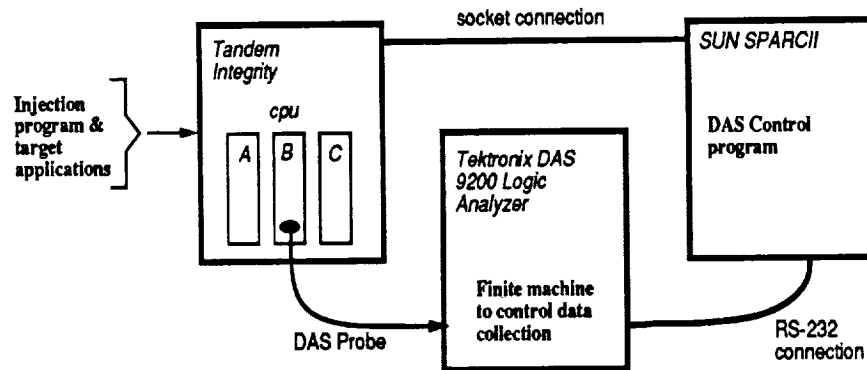 socket connection
Tandem
Integrity
SUN SPARCII
Injection
program &
target
applications
cpu
A B C
DAS Control
program
Tektronix DAS
9200 Logic
Analyzer
Finite machine
to control data
collection
DAS Probe
RS-232
connection